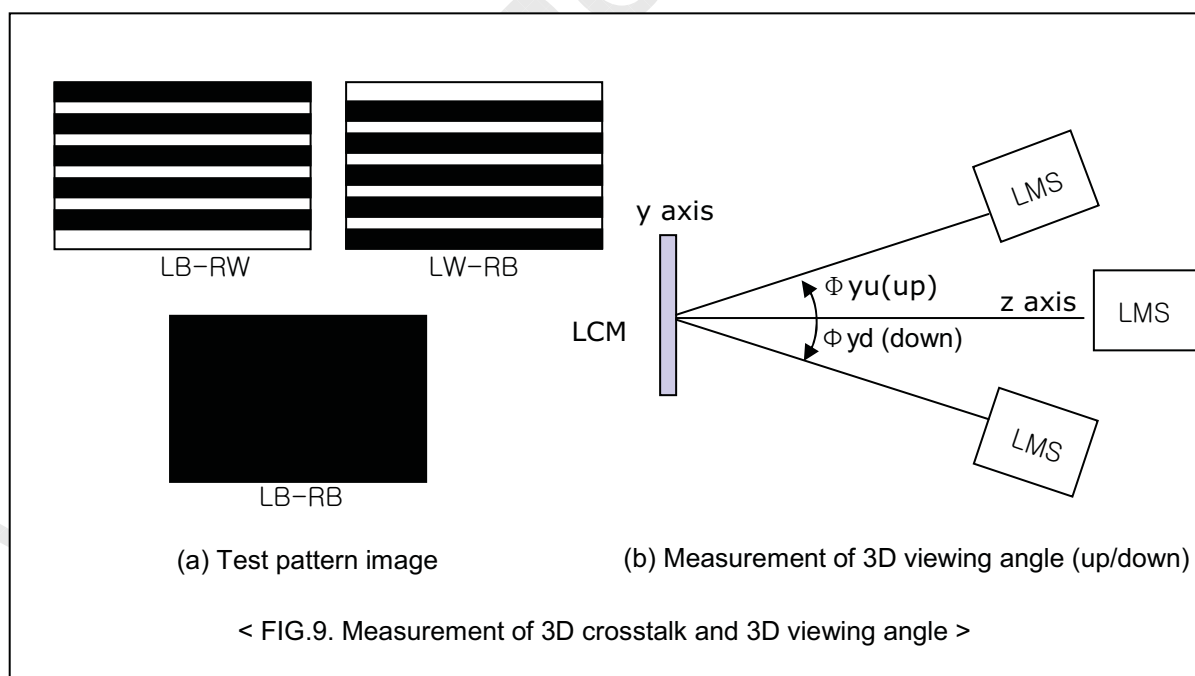 LB-RW
LW-RB
LB-RB
(a) Test pattern image
y axis
LCM
Φ yu(up)
z axis
Φ yd (down)
LMS
LMS
LMS
(b) Measurement of 3D viewing angle (up/down)
< FIG.9. Measurement of 3D crosstalk and 3D viewing angle >